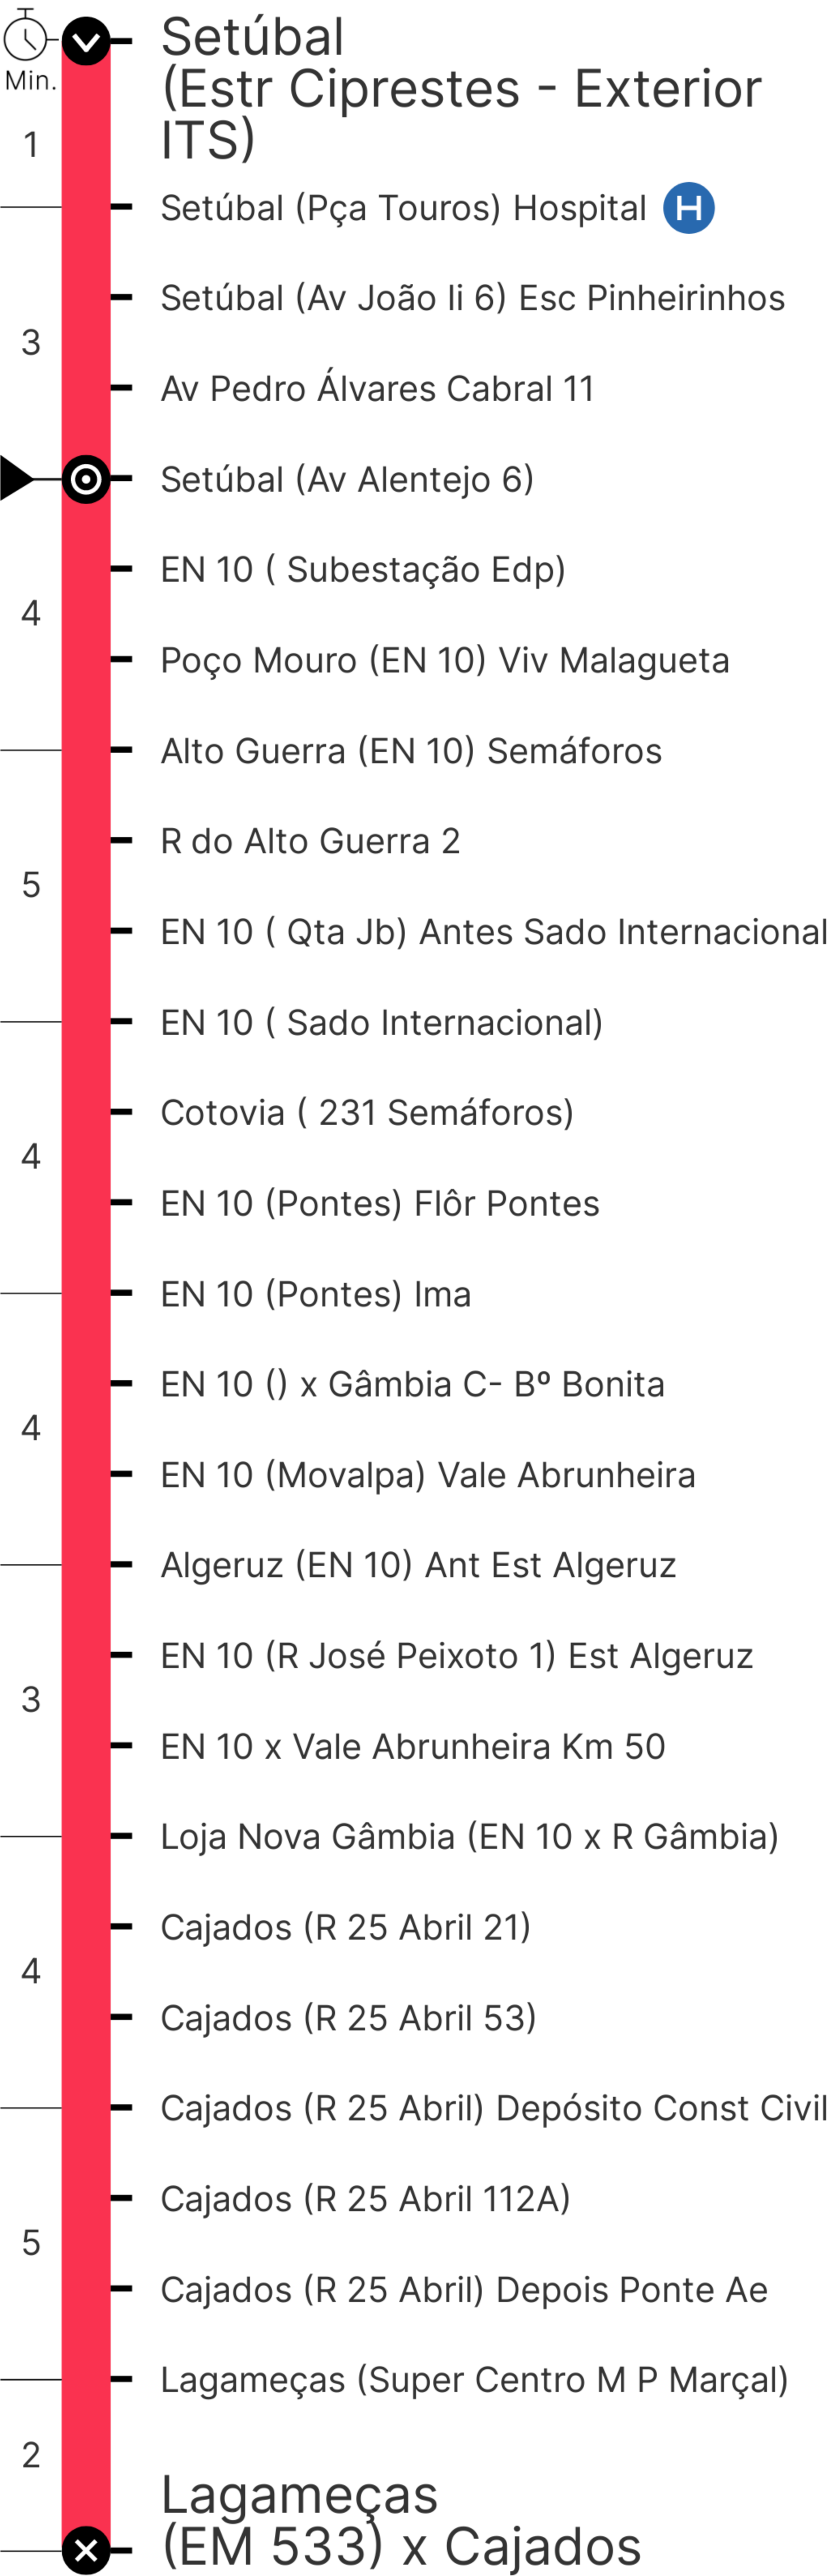 Setúbal
(Estr Ciprestes - Exterior
ITS)
Min.
1
Setúbal (Pça Touros) Hospital H
Setúbal (Av João Ii 6) Esc Pinheirinhos
3
Av Pedro Álvares Cabral 11
Setúbal (Av Alentejo 6)
EN 10 ( Subestação Edp)
4
Poço Mouro (EN 10) Viv Malagueta
Alto Guerra (EN 10) Semáforos
R do Alto Guerra 2
5
EN 10 ( Qta Jb) Antes Sado Internacional
EN 10 ( Sado Internacional)
Cotovia ( 231 Semáforos)
4
EN 10 (Pontes) Flôr Pontes
EN 10 (Pontes) Ima
EN 10 () x Gâmbia C- Bº Bonita
4
EN 10 (Movalpa) Vale Abrunheira
Algeruz (EN 10) Ant Est Algeruz
EN 10 (R José Peixoto 1) Est Algeruz
3
EN 10 x Vale Abrunheira Km 50
Loja Nova Gâmbia (EN 10 x R Gâmbia)
Cajados (R 25 Abril 21)
4
Cajados (R 25 Abril 53)
Cajados (R 25 Abril) Depósito Const Civil
Cajados (R 25 Abril 112A)
5
Cajados (R 25 Abril) Depois Ponte Ae
Lagameças (Super Centro M P Marçal)
2
Lagameças
(EM 533) x Cajados